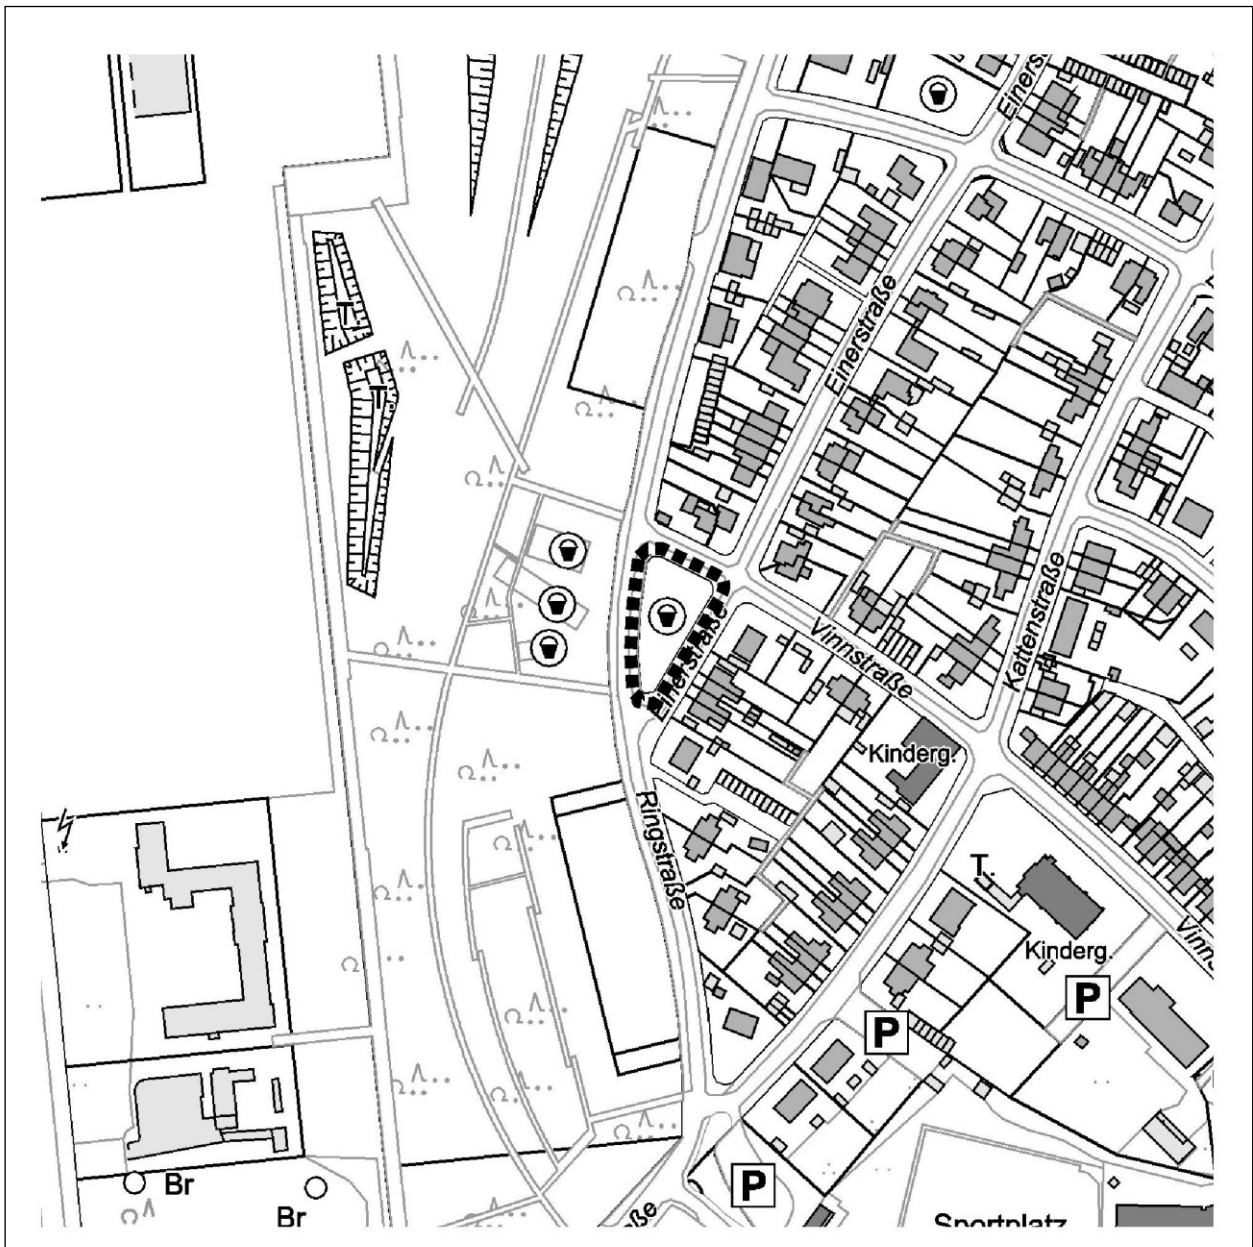 Einerstraße
Einerstraße
Kattenstraße
Vinnstraße
Einerstraße
Kinderg.
Ringstraße
T.
Kinderg.
P
P
Br
Br
P
Sportplatz